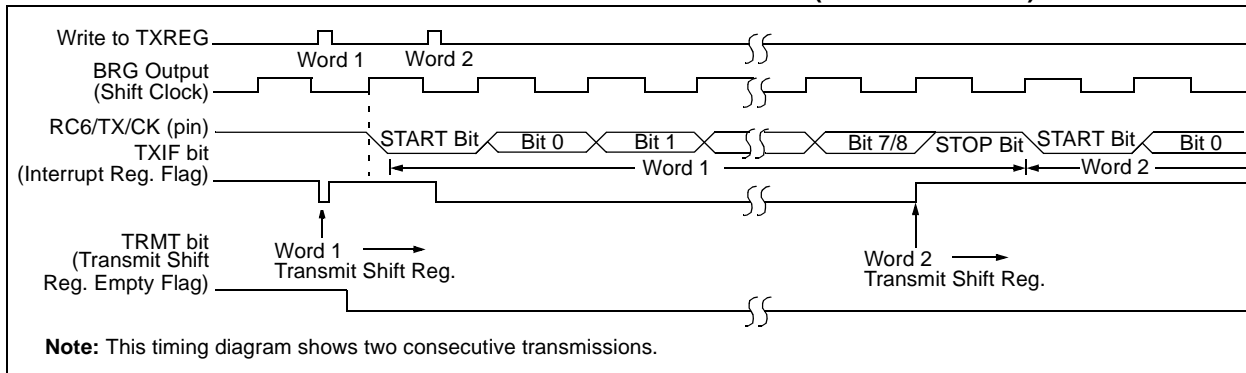 Write to TXREG
Word 1 Word 2
BRG Output
(Shift Clock)
RC6/TX/CK (pin)
START Bit Bit 0 Bit 1 Bit 7/8 STOP Bit START Bit Bit 0
Word 1 Word 2
TXIF bit
(Interrupt Reg. Flag)
Word 1
Transmit Shift Reg.
Word 2
Transmit Shift Reg.
TRMT bit
(Transmit Shift
Reg. Empty Flag)
Note: This timing diagram shows two consecutive transmissions.